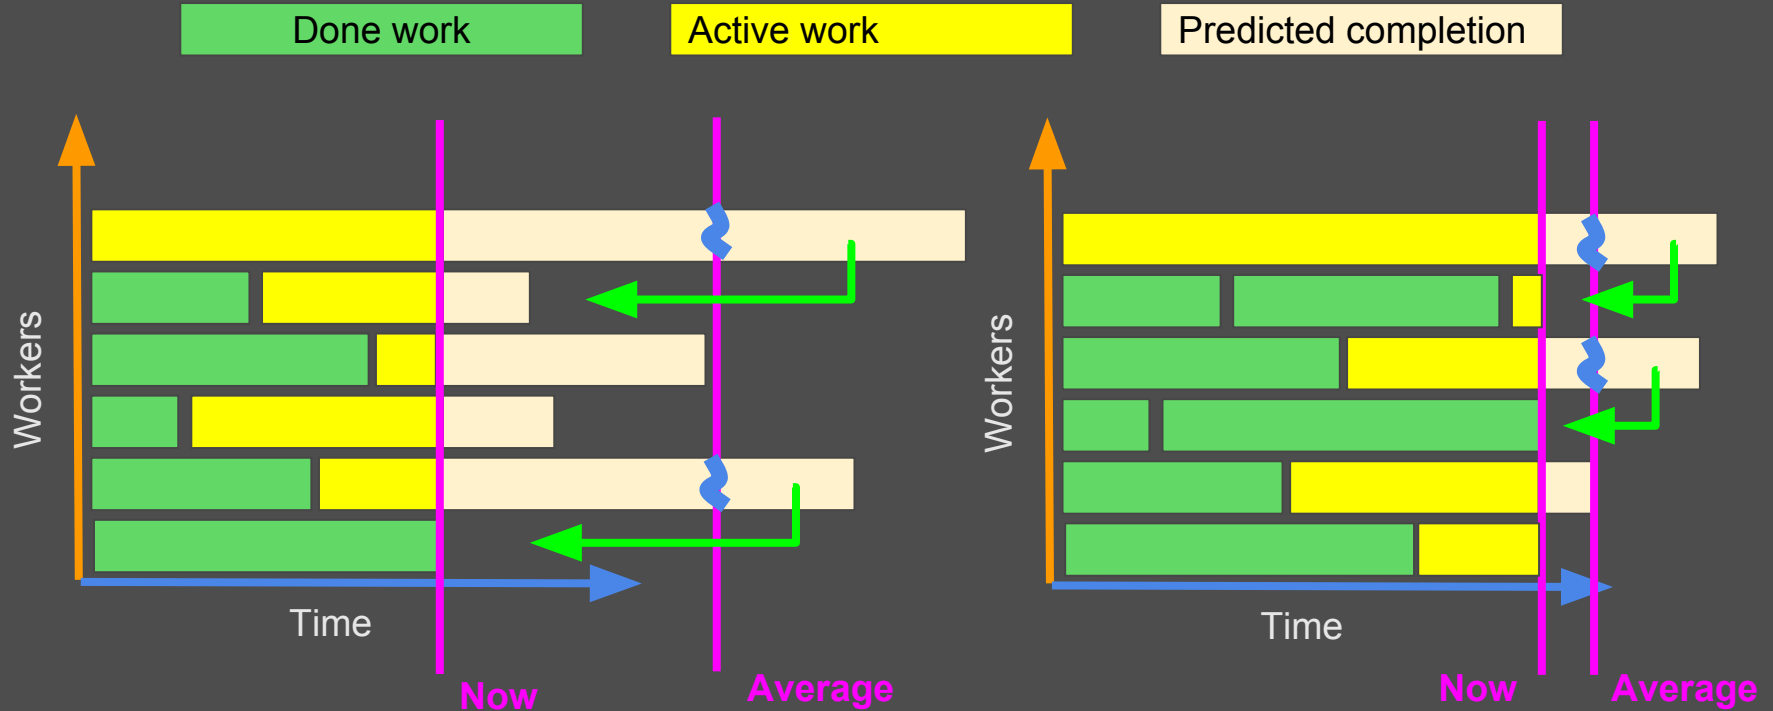 Done work
Active work
Predicted completion
Workers
Time
Now
Average
Workers
Time
Now
Average